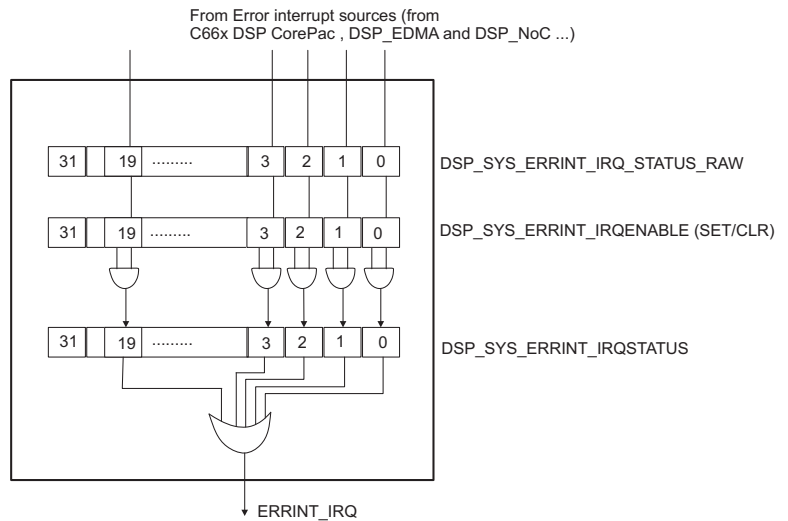 From Error interrupt sources (from
C66x DSP CorePac , DSP_EDMA and DSP_NoC ...)
31 19 ......... 3 2 1 0 DSP_SYS_ERRINT_IRQ_STATUS_RAW
31 19 ......... 3 2 1 0 DSP_SYS_ERRINT_IRQENABLE (SET/CLR)
31 19 ......... 3 2 1 0 DSP_SYS_ERRINT_IRQSTATUS
ERRINT_IRQ